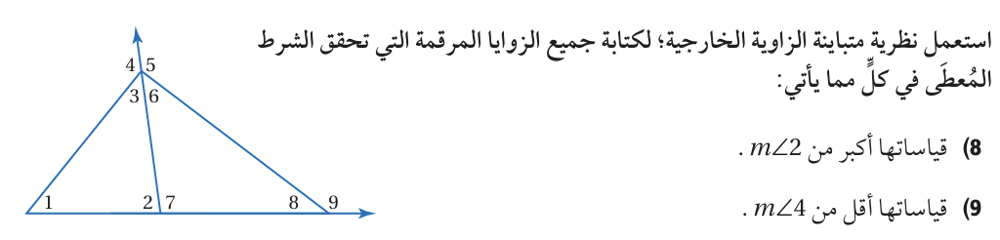 استعمل نظرية متباينة الزاوية الخارجية؛ لكتابة جميع الزوايا المرقمة التي تحقق الشرط
المُعطَى في كلٍّ مما يأتي:
8) قياساتها أكبر من m∠2 .
9) قياساتها أقل من m∠4 .
4 5
3 6
1 2 7 8 9